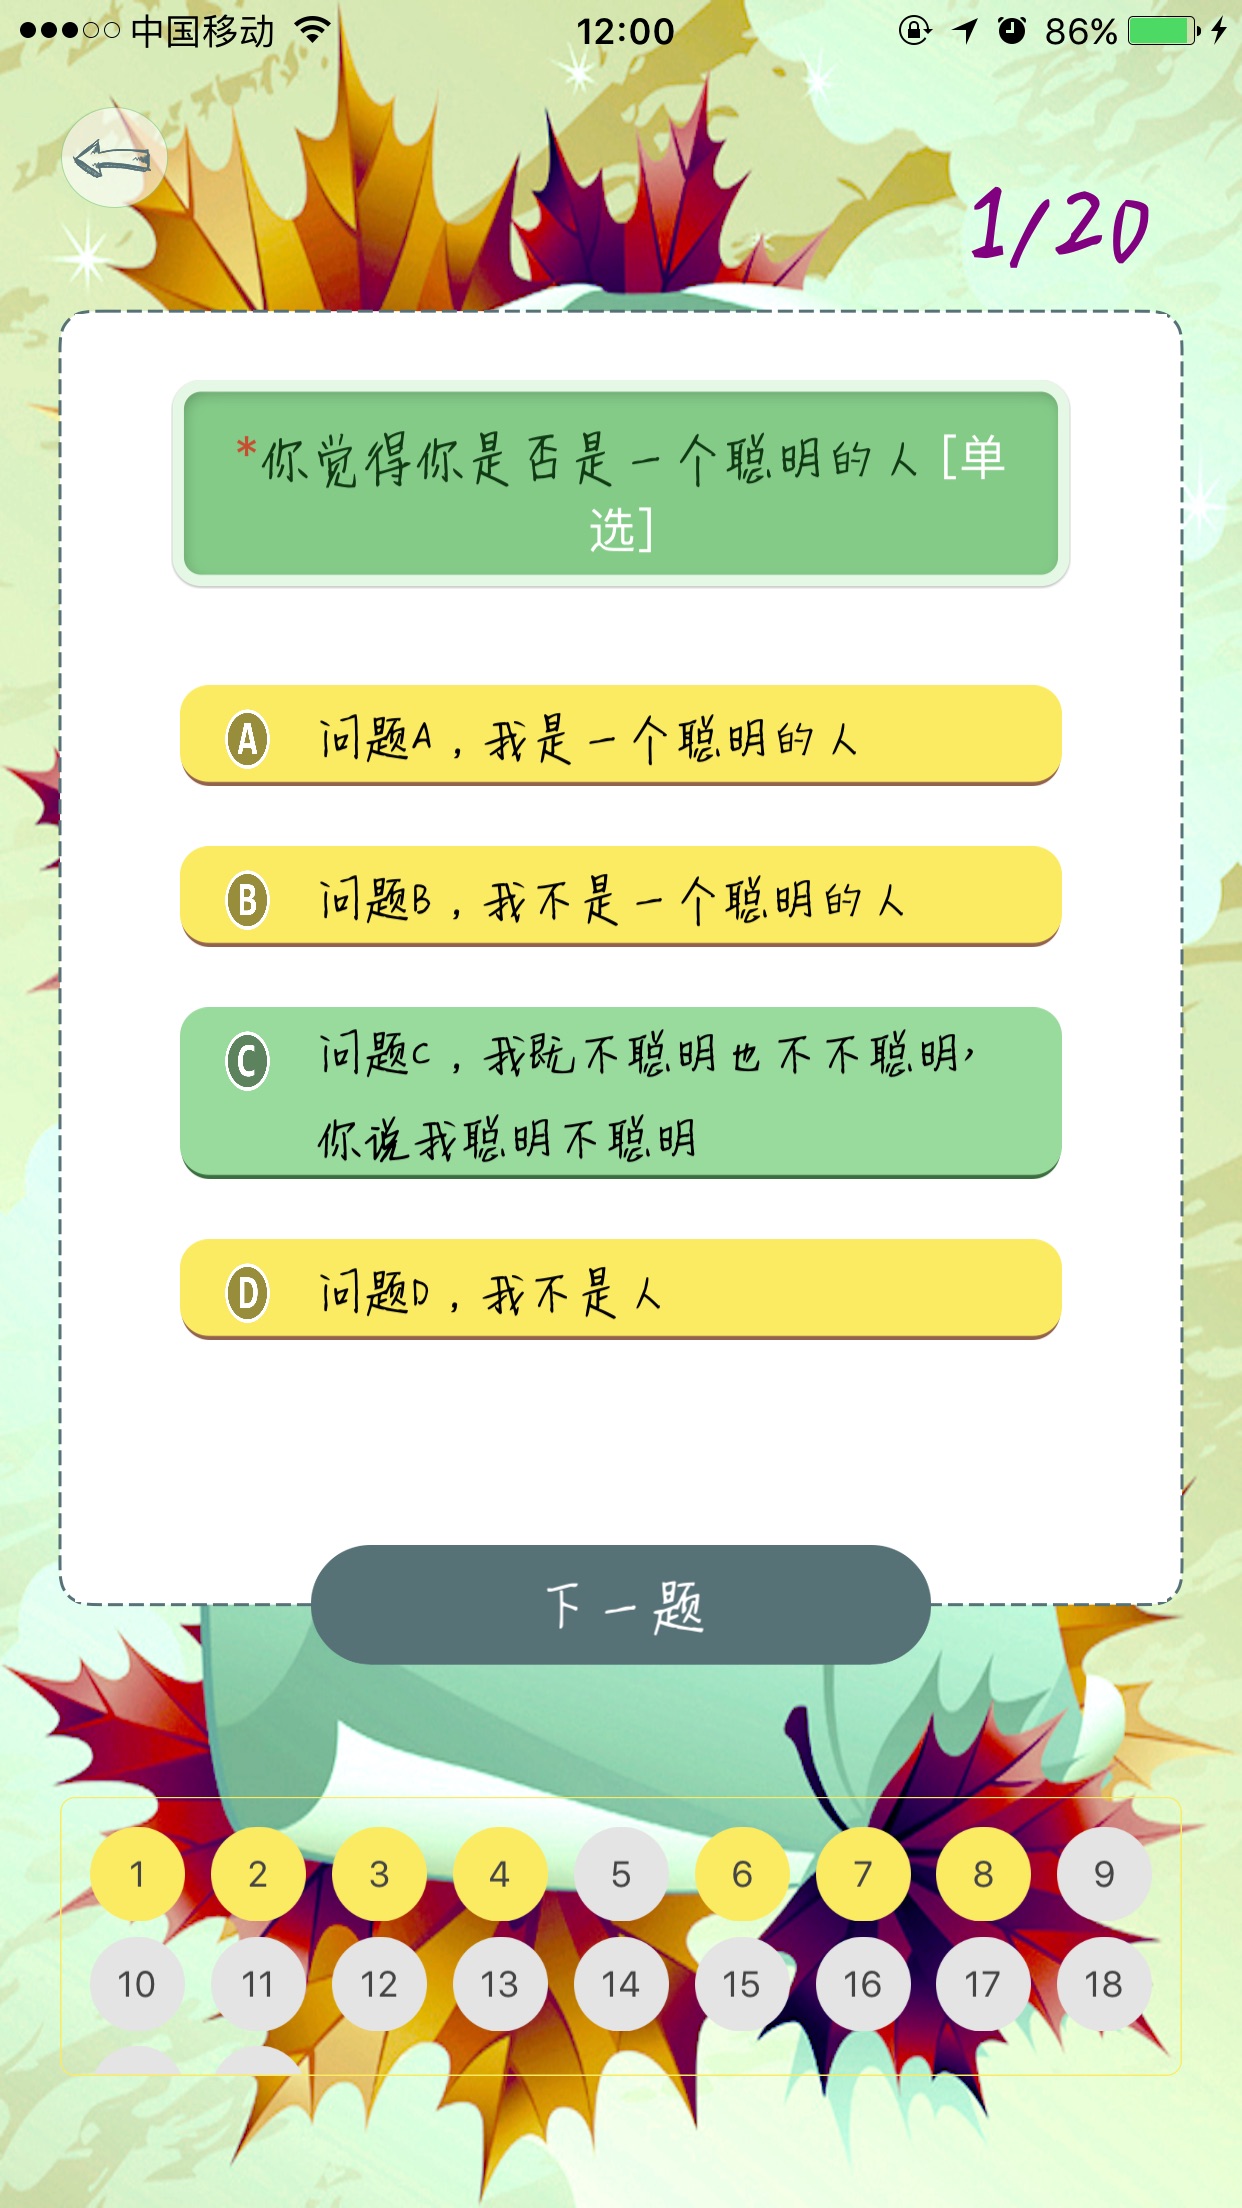 中国移动 12:00 86%
1/20
*你觉得你是否是一个聪明的人 [单
选]
A 问题A，我是一个聪明的人
B 问题B，我不是一个聪明的人
C 问题C，我既不聪明也不不聪明，
你说我聪明不聪明
D 问题D，我不是人
下一题
1 2 3 4 5 6 7 8 9
10 11 12 13 14 15 16 17 18